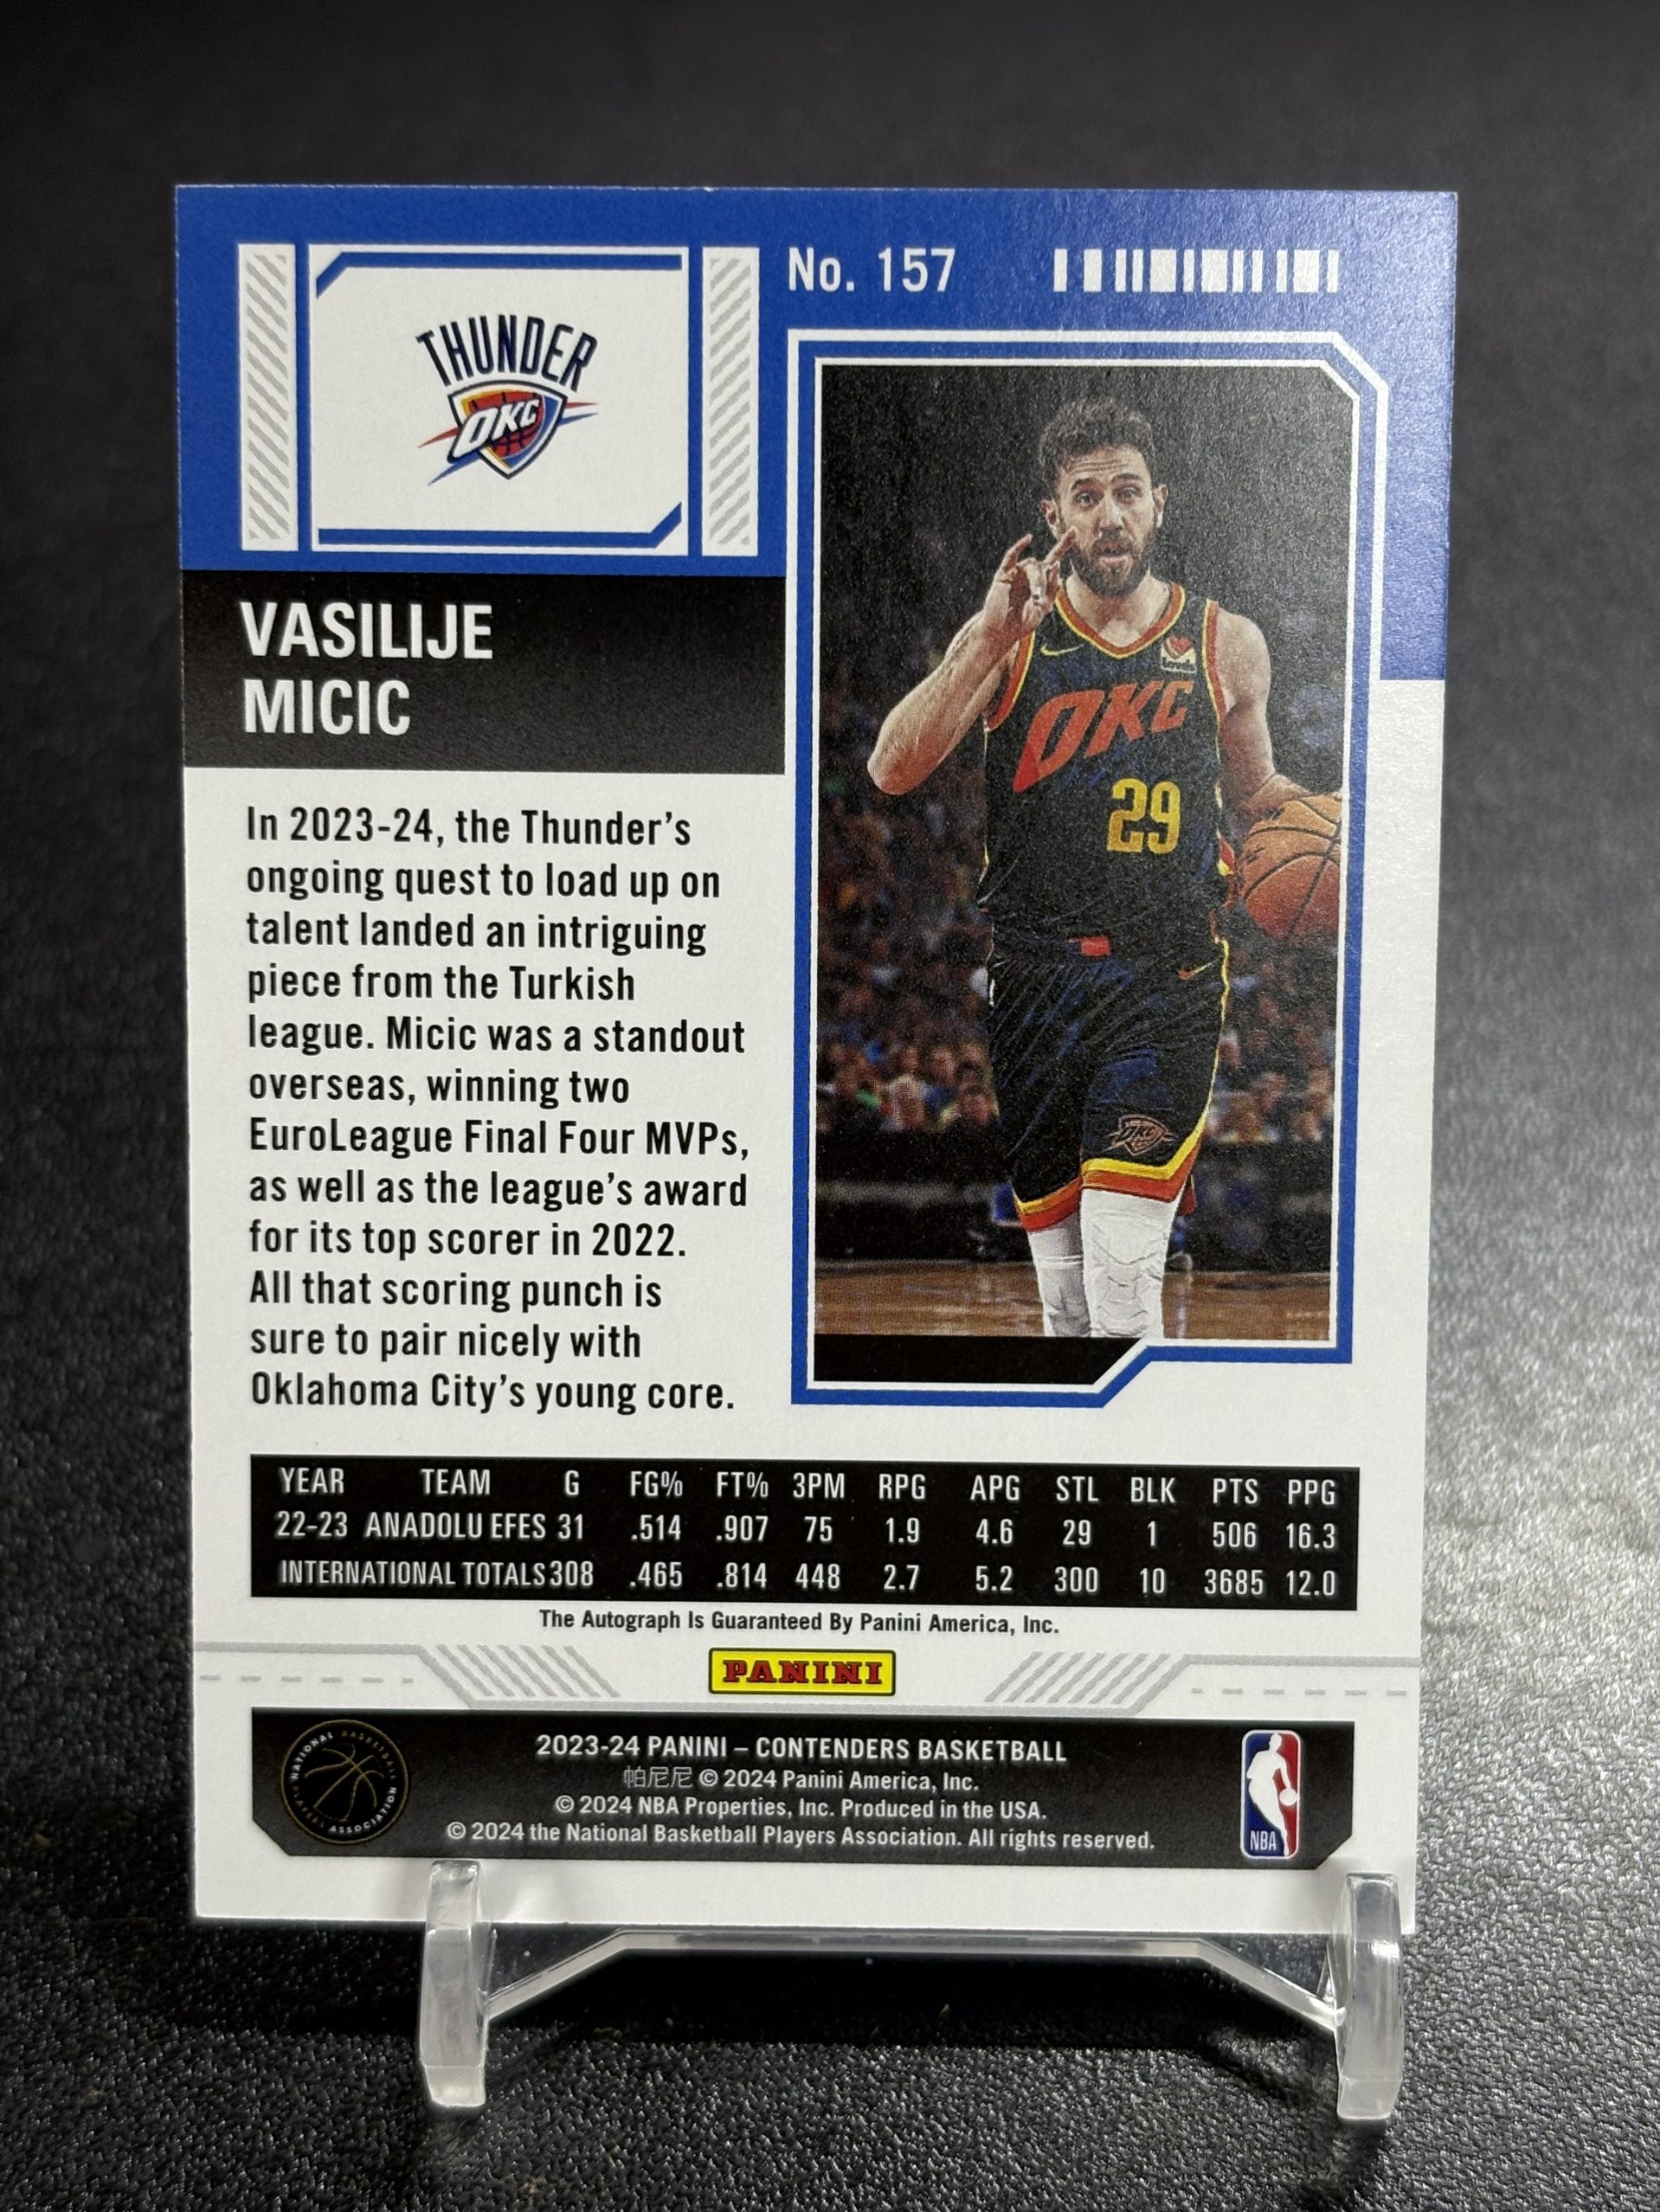 No. 157
THUNDER
OKC
VASILIJE
MICIC
OKC
29
In 2023-24, the Thunder's
ongoing quest to load up on
talent landed an intriguing
piece from the Turkish
league. Micic was a standout
overseas, winning two
EuroLeague Final Four MVPs,
as well as the league's award
for its top scorer in 2022.
All that scoring punch is
sure to pair nicely with
Oklahoma City's young core.
YEAR TEAM G FG% FT% 3PM RPG APG STL BLK PTS PPG
22-23 ANADOLU EFES 31 .514 .907 75 1.9 4.6 29 1 506 16.3
INTERNATIONAL TOTALS 308 .465 .814 448 2.7 5.2 300 10 3685 12.0
The Autograph Is Guaranteed By Panini America, Inc.
PANINI
2023-24 PANINI – CONTENDERS BASKETBALL
帕尼尼 © 2024 Panini America, Inc.
© 2024 NBA Properties, Inc. Produced in the USA.
© 2024 the National Basketball Players Association. All rights reserved.
NATIONAL BASKETBALL PLAYERS ASSOCIATION
NBA